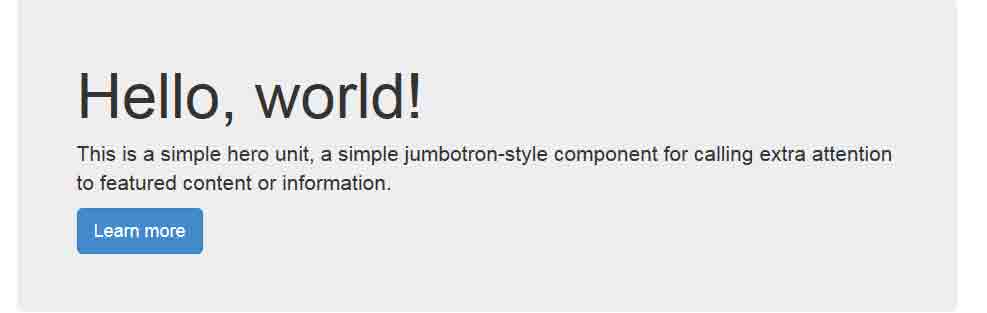 Hello, world!
This is a simple hero unit, a simple jumbotron-style component for calling extra attention
to featured content or information.
Learn more